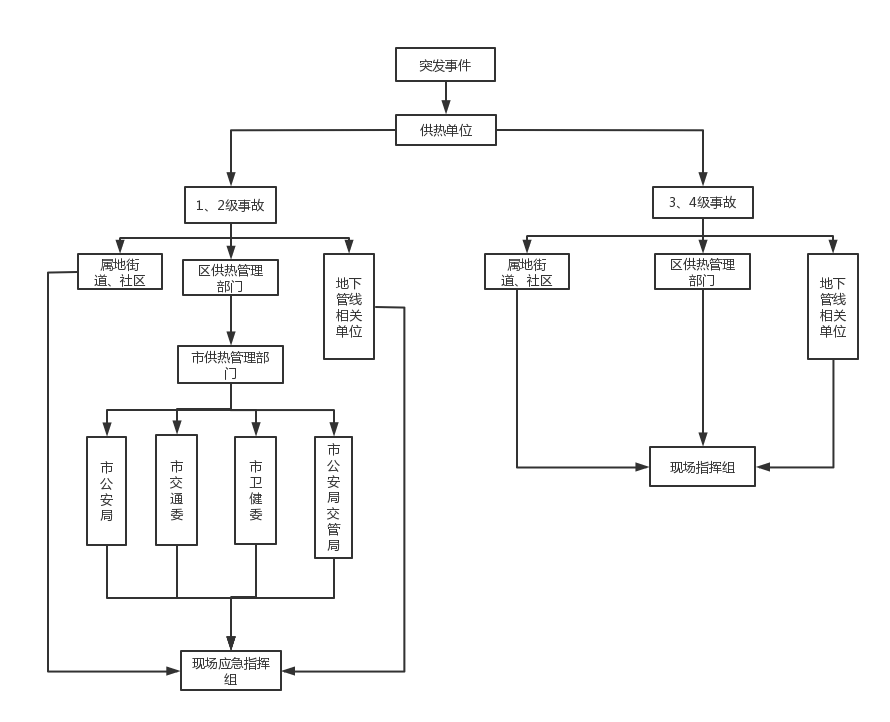 突发事件
供热单位
1、2级事故
3、4级事故
属地街
道、社区
区供热管理
部门
地下
管线
相关
单位
属地街
道、社区
区供热管理
部门
地下
管线
相关
单位
市供热管理部
门
市
公
安
局
市
交
通
委
市
卫
健
委
市
公
安
局
交
管
局
现场指挥组
现场应急指挥
组